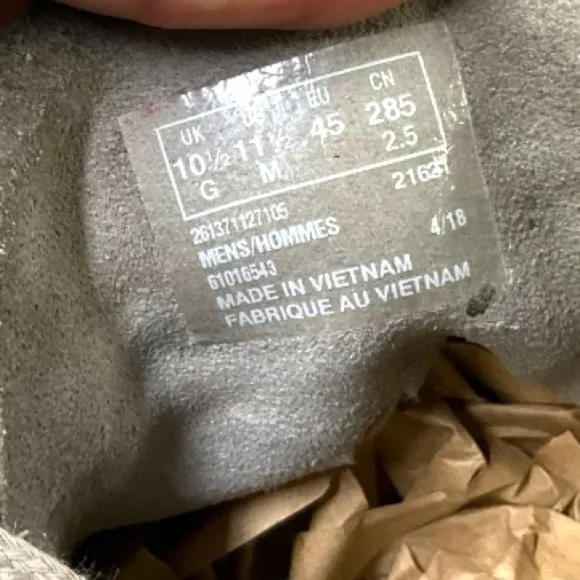 UK US EU CN
10½ 11½ 45 285
G M 2.5
261371127105
MENS/HOMMES 4/18
61016543
MADE IN VIETNAM
FABRIQUE AU VIETNAM